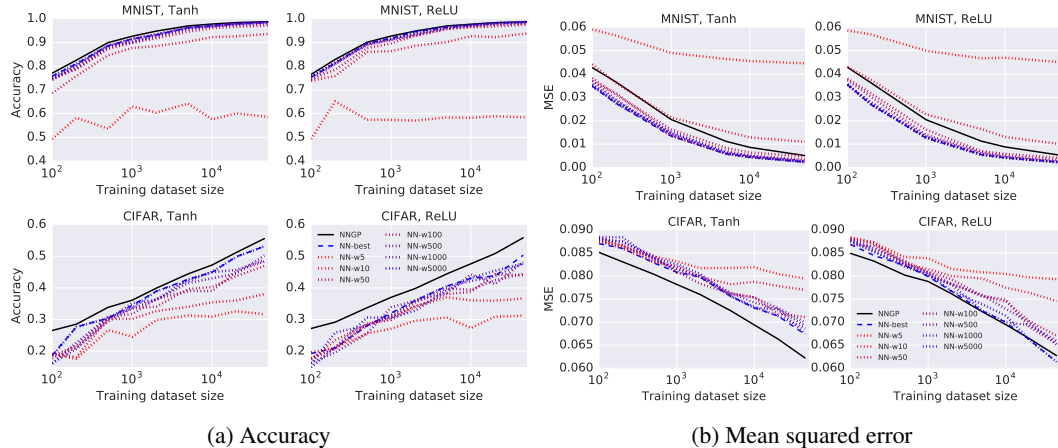 MNIST, Tanh
1.0
0.9
0.8
0.7
0.6
0.5
0.4
Accuracy
10^2 10^3 10^4
Training dataset size
MNIST, ReLU
1.0
0.9
0.8
0.7
0.6
0.5
0.4
10^2 10^3 10^4
Training dataset size
CIFAR, Tanh
0.6
0.5
0.4
0.3
0.2
Accuracy
10^2 10^3 10^4
Training dataset size
CIFAR, ReLU
0.6
0.5
0.4
0.3
0.2
NNGP
NN-best
NN-w5
NN-w10
NN-w50
NN-w100
NN-w500
NN-w1000
NN-w5000
10^2 10^3 10^4
Training dataset size
(a) Accuracy
MNIST, Tanh
0.06
0.05
0.04
0.03
0.02
0.01
0.00
MSE
10^2 10^3 10^4
Training dataset size
MNIST, ReLU
0.06
0.05
0.04
0.03
0.02
0.01
0.00
10^2 10^3 10^4
Training dataset size
CIFAR, Tanh
0.090
0.085
0.080
0.075
0.070
0.065
0.060
MSE
10^2 10^3 10^4
Training dataset size
CIFAR, ReLU
0.090
0.085
0.080
0.075
0.070
0.065
0.060
MSE
NNGP
NN-best
NN-w5
NN-w10
NN-w50
NN-w100
NN-w500
NN-w1000
NN-w5000
10^2 10^3 10^4
Training dataset size
(b) Mean squared error